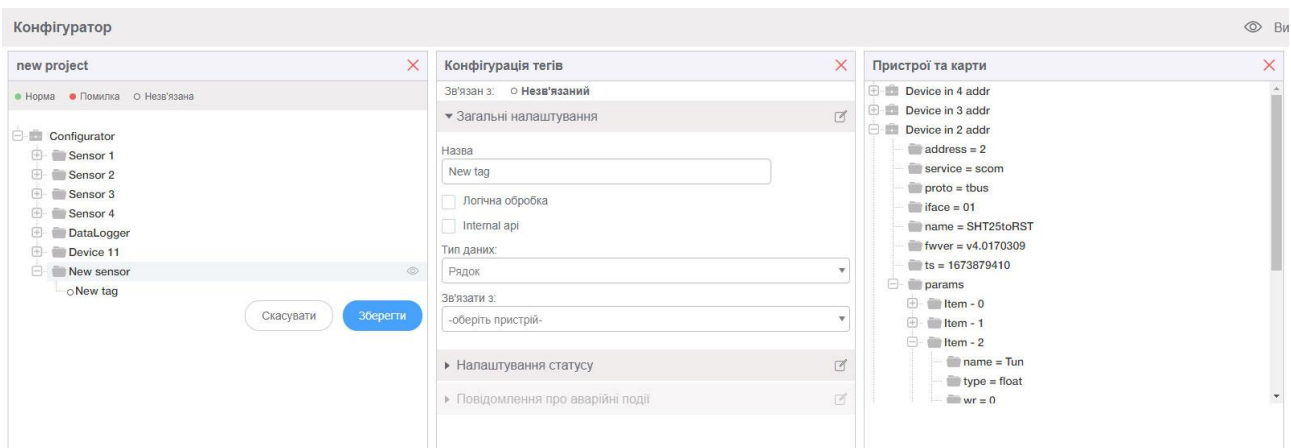 Конфігуратор
Ви
new project
Норма Помилка Незв'язана
Configurator
Sensor 1
Sensor 2
Sensor 3
Sensor 4
DataLogger
Device 11
New sensor
New tag
Скасувати Зберегти
Конфігурація тегів
Зв'язан з: Незв'язаний
Загальні налаштування
Назва
New tag
Логічна обробка
Internal api
Тип даних:
Рядок
Зв'язати з:
-оберіть пристрій-
Налаштування статусу
Повідомлення про аварійні події
Пристрої та карти
Device in 4 addr
Device in 3 addr
Device in 2 addr
address = 2
service = scom
proto = tbus
iface = 01
name = SHT25toRST
fwver = v4.0170309
ts = 1673879410
params
Item - 0
Item - 1
Item - 2
name = Tun
type = float
wr = 0